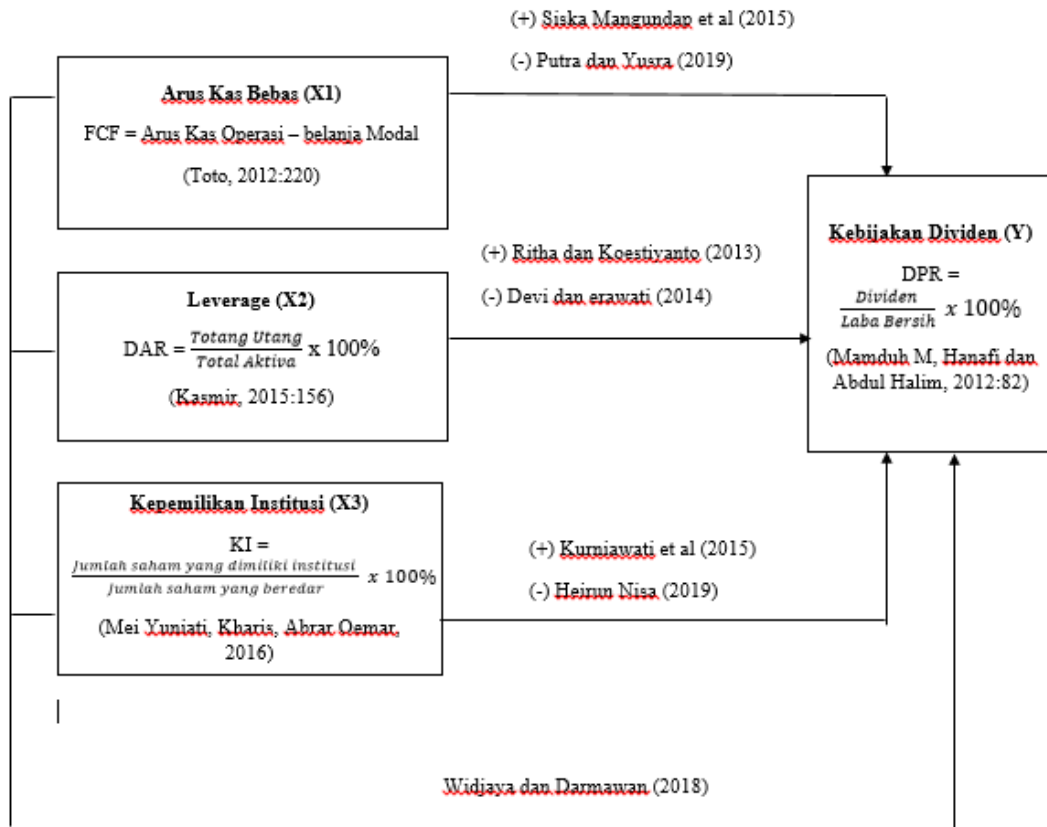 (+) Siska Mangundap et al (2015)
(-) Putra dan Yusra (2019)
Arus Kas Bebas (X1)
FCF = Arus Kas Operasi – belanja Modal
(Toto, 2012:220)
(+) Ritha dan Koestiyanto (2013)
(-) Devi dan erawati (2014)
Leverage (X2)
DAR = Totang Utang / Total Aktiva x 100%
(Kasmir, 2015:156)
Kebijakan Dividen (Y)
DPR =
Dividen / Laba Bersih x 100%
(Mamduh M, Hanafi dan
Abdul Halim, 2012:82)
Kepemilikan Institusi (X3)
KI =
Jumlah saham yang dimiliki institusi / Jumlah saham yang beredar x 100%
(Mei Yuniati, Kharis, Abrar Oemar,
2016)
(+) Kurniawati et al (2015)
(-) Heirun Nisa (2019)
Widjaya dan Darmawan (2018)